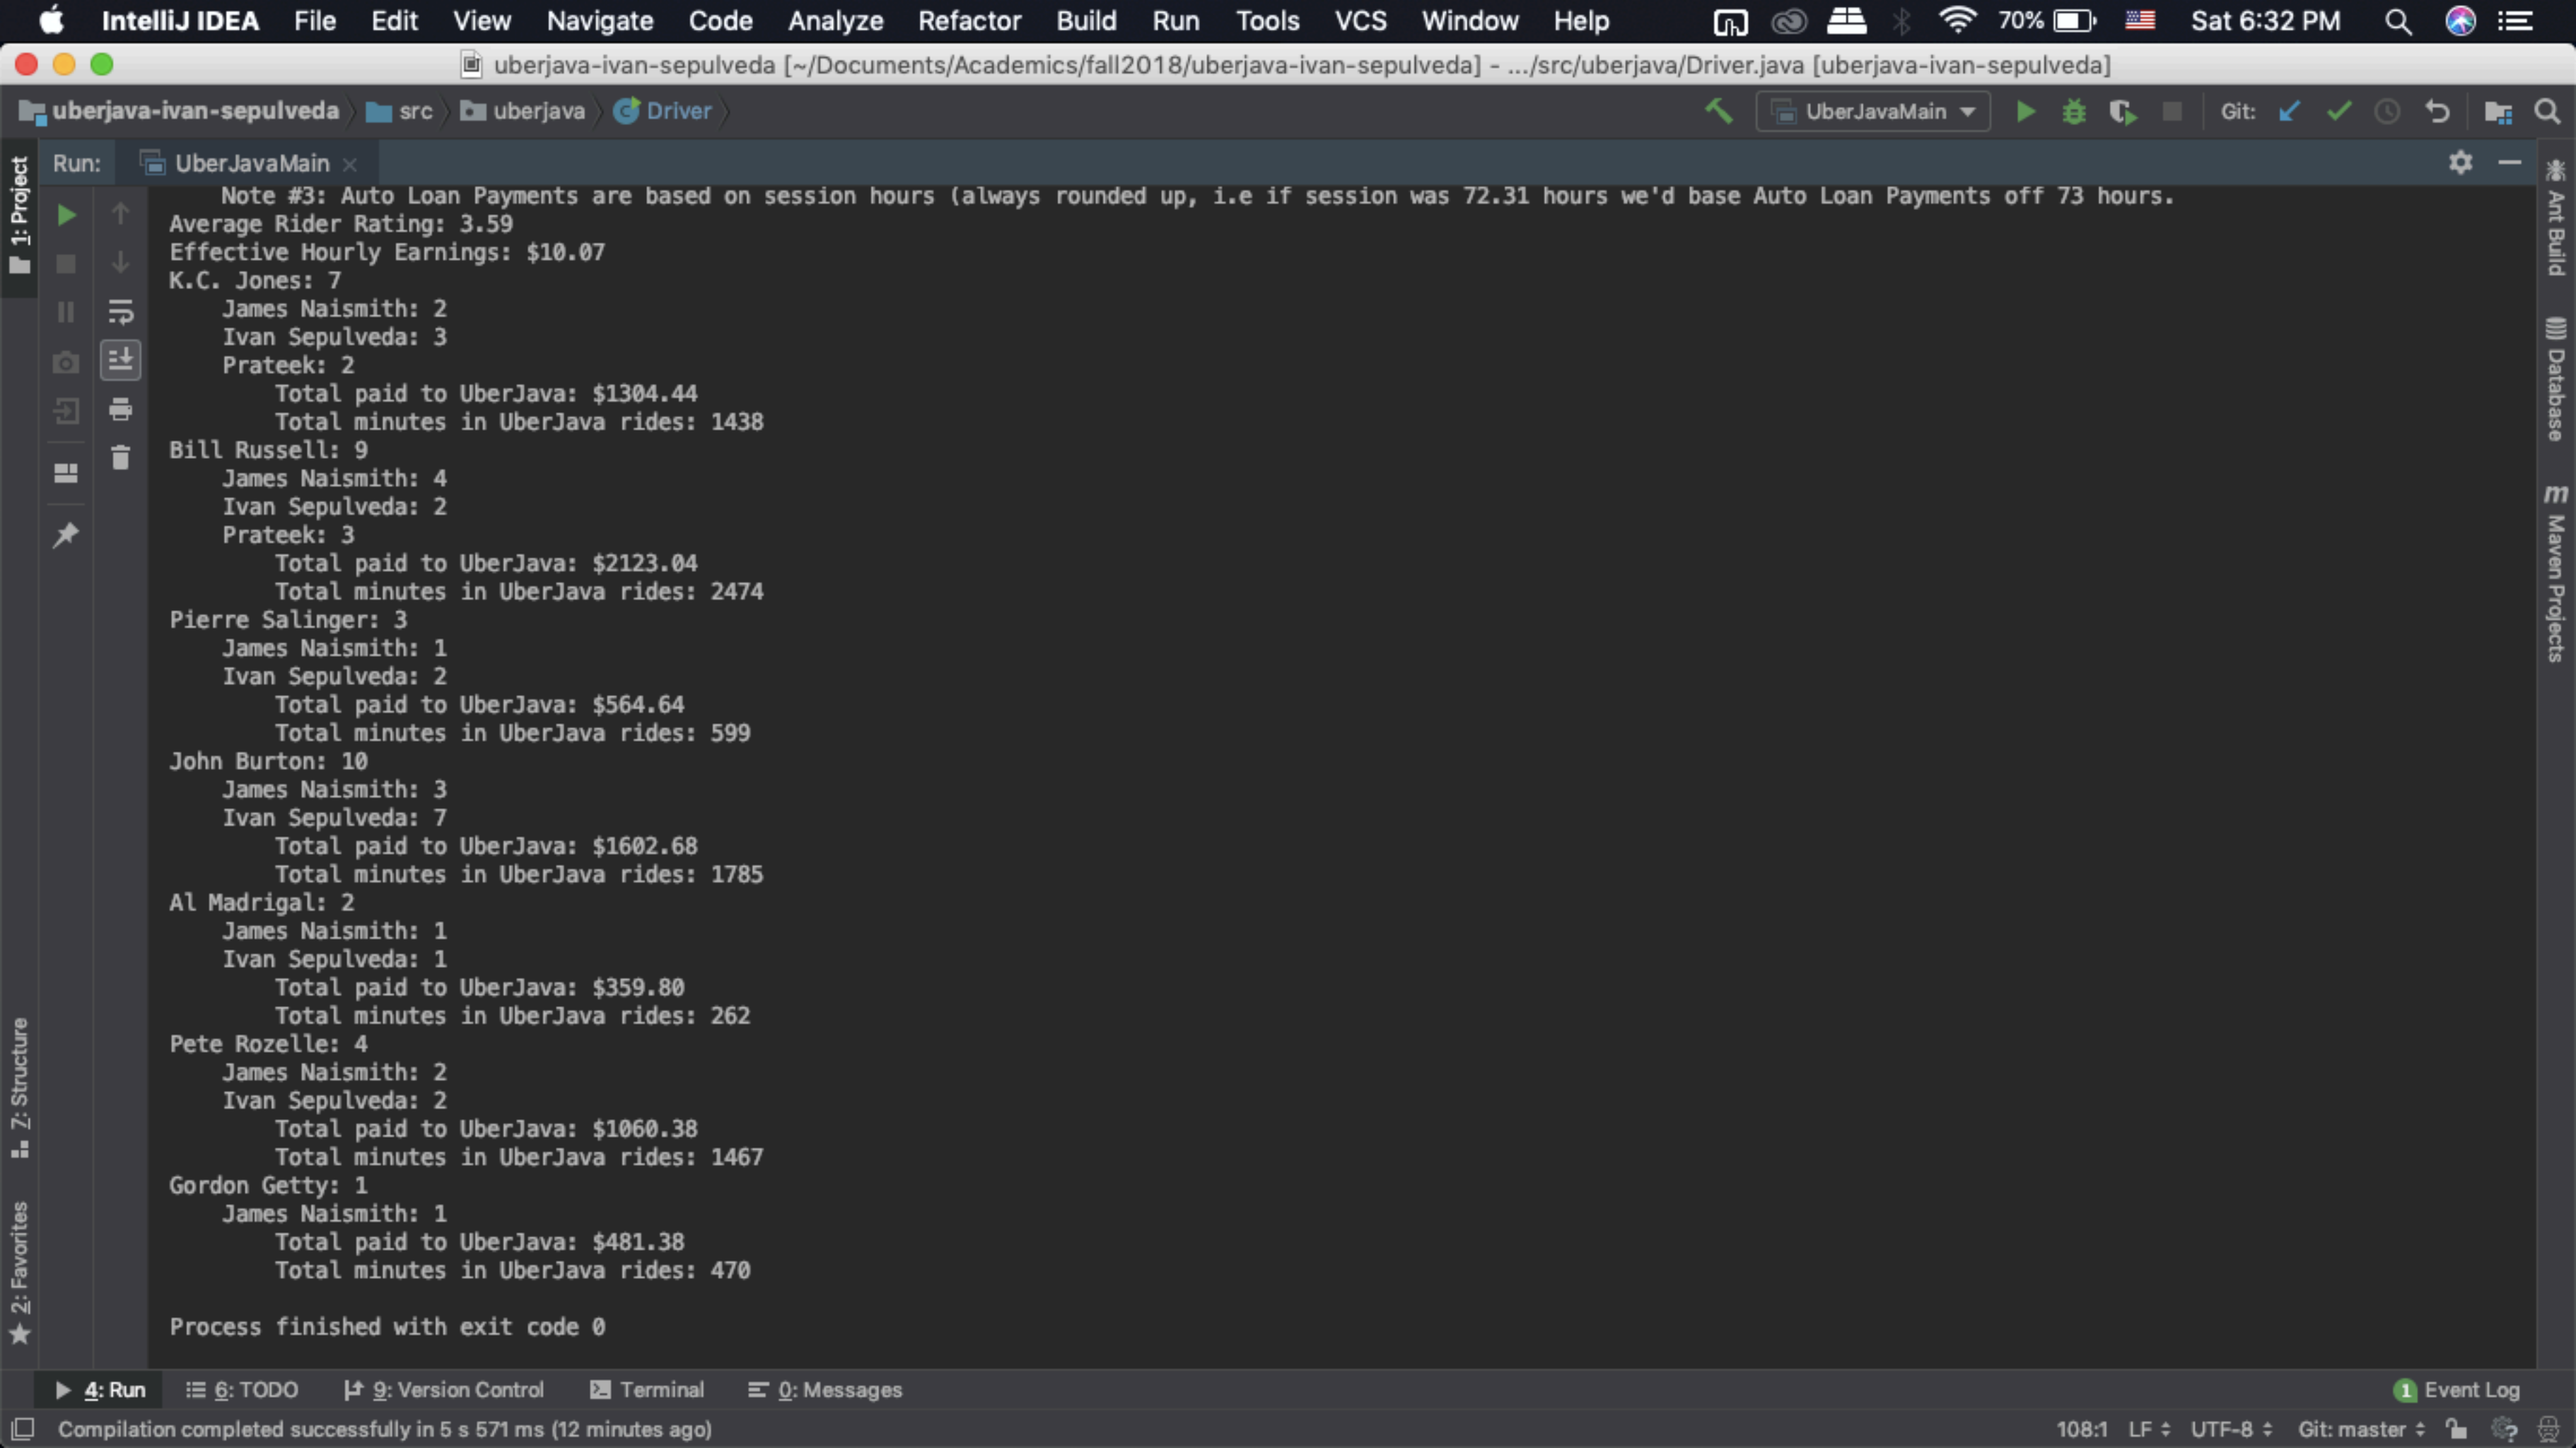 IntelliJ IDEA File Edit View Navigate Code Analyze Refactor Build Run Tools VCS Window Help 70% Sat 6:32 PM
uberjava-ivan-sepulveda [~/Documents/Academics/fall2018/uberjava-ivan-sepulveda] - .../src/uberjava/Driver.java [uberjava-ivan-sepulveda]
uberjava-ivan-sepulveda src uberjava Driver UberJavaMain Git:
Run: UberJavaMain
Note #3: Auto Loan Payments are based on session hours (always rounded up, i.e if session was 72.31 hours we'd base Auto Loan Payments off 73 hours.
Average Rider Rating: 3.59
Effective Hourly Earnings: $10.07
K.C. Jones: 7
James Naismith: 2
Ivan Sepulveda: 3
Prateek: 2
Total paid to UberJava: $1304.44
Total minutes in UberJava rides: 1438
Bill Russell: 9
James Naismith: 4
Ivan Sepulveda: 2
Prateek: 3
Total paid to UberJava: $2123.04
Total minutes in UberJava rides: 2474
Pierre Salinger: 3
James Naismith: 1
Ivan Sepulveda: 2
Total paid to UberJava: $564.64
Total minutes in UberJava rides: 599
John Burton: 10
James Naismith: 3
Ivan Sepulveda: 7
Total paid to UberJava: $1602.68
Total minutes in UberJava rides: 1785
Al Madrigal: 2
James Naismith: 1
Ivan Sepulveda: 1
Total paid to UberJava: $359.80
Total minutes in UberJava rides: 262
Pete Rozelle: 4
James Naismith: 2
Ivan Sepulveda: 2
Total paid to UberJava: $1060.38
Total minutes in UberJava rides: 1467
Gordon Getty: 1
James Naismith: 1
Total paid to UberJava: $481.38
Total minutes in UberJava rides: 470
Process finished with exit code 0
1: Project
Z: Structure
2: Favorites
Ant Build
Database
m Maven Projects
4: Run 6: TODO 9: Version Control Terminal 0: Messages 1 Event Log
Compilation completed successfully in 5 s 571 ms (12 minutes ago) 108:1 LF UTF-8 Git: master